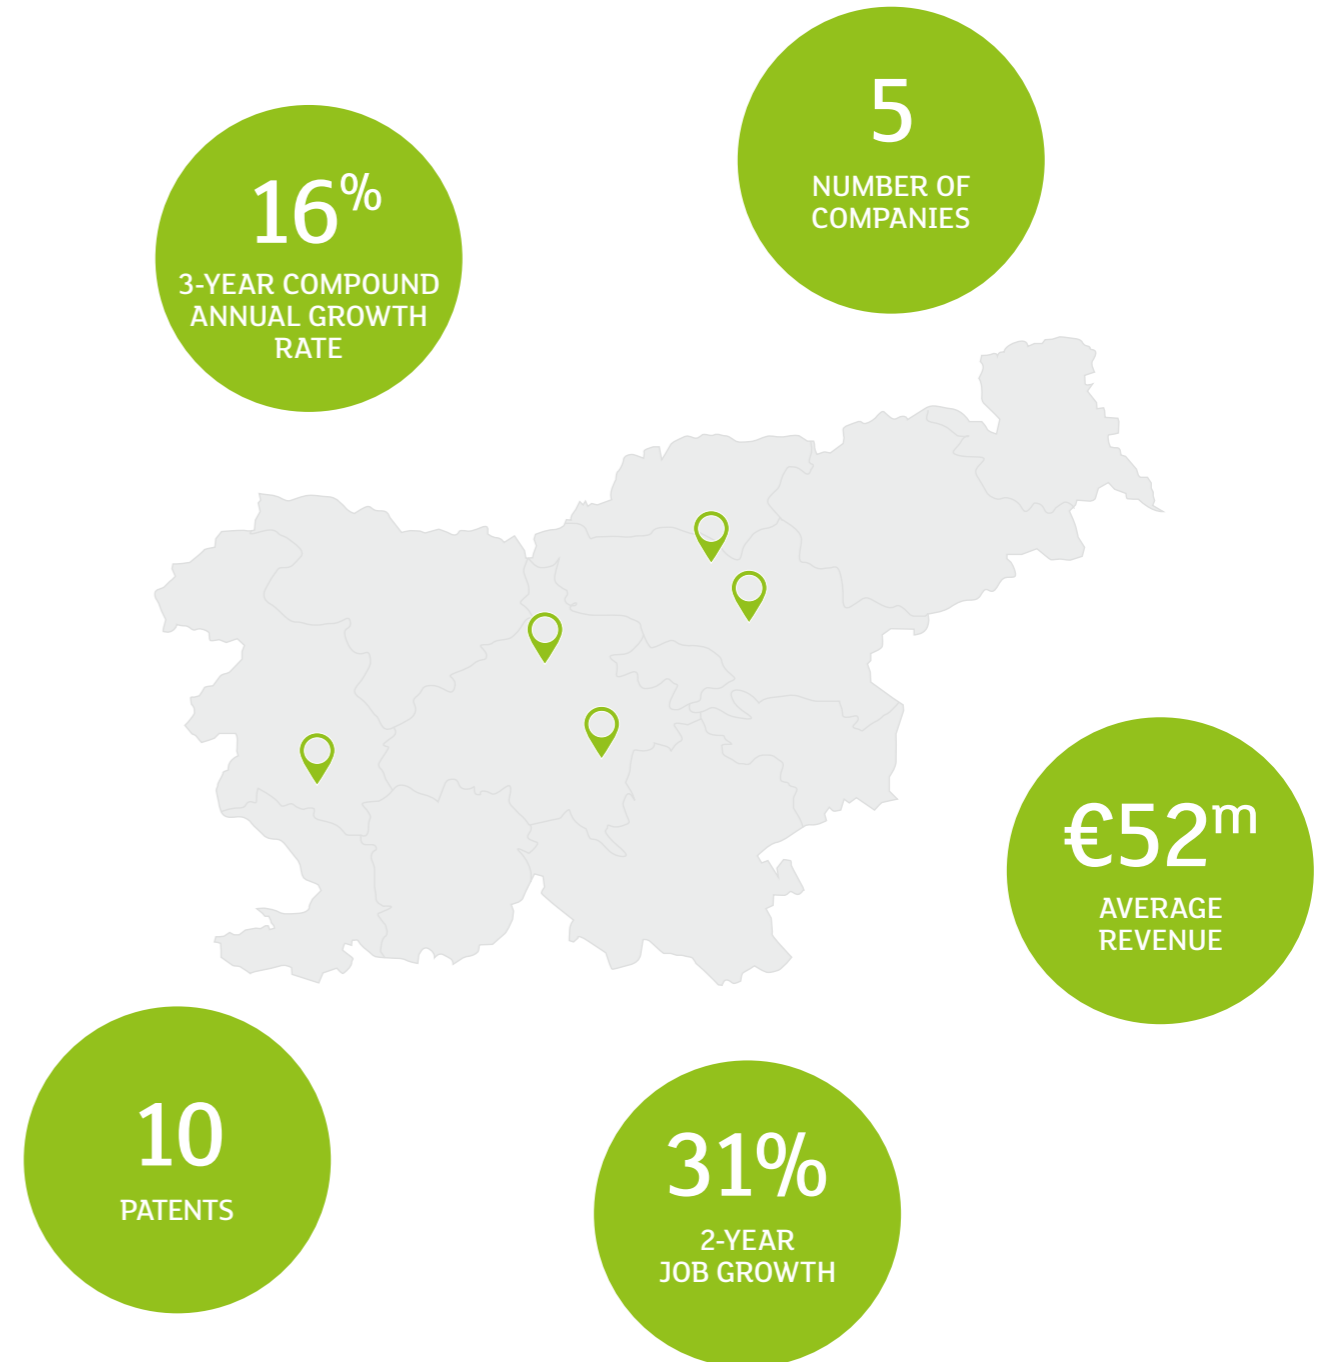 5
NUMBER OF
COMPANIES
16%
3-YEAR COMPOUND
ANNUAL GROWTH
RATE
€52m
AVERAGE
REVENUE
10
PATENTS
31%
2-YEAR
JOB GROWTH